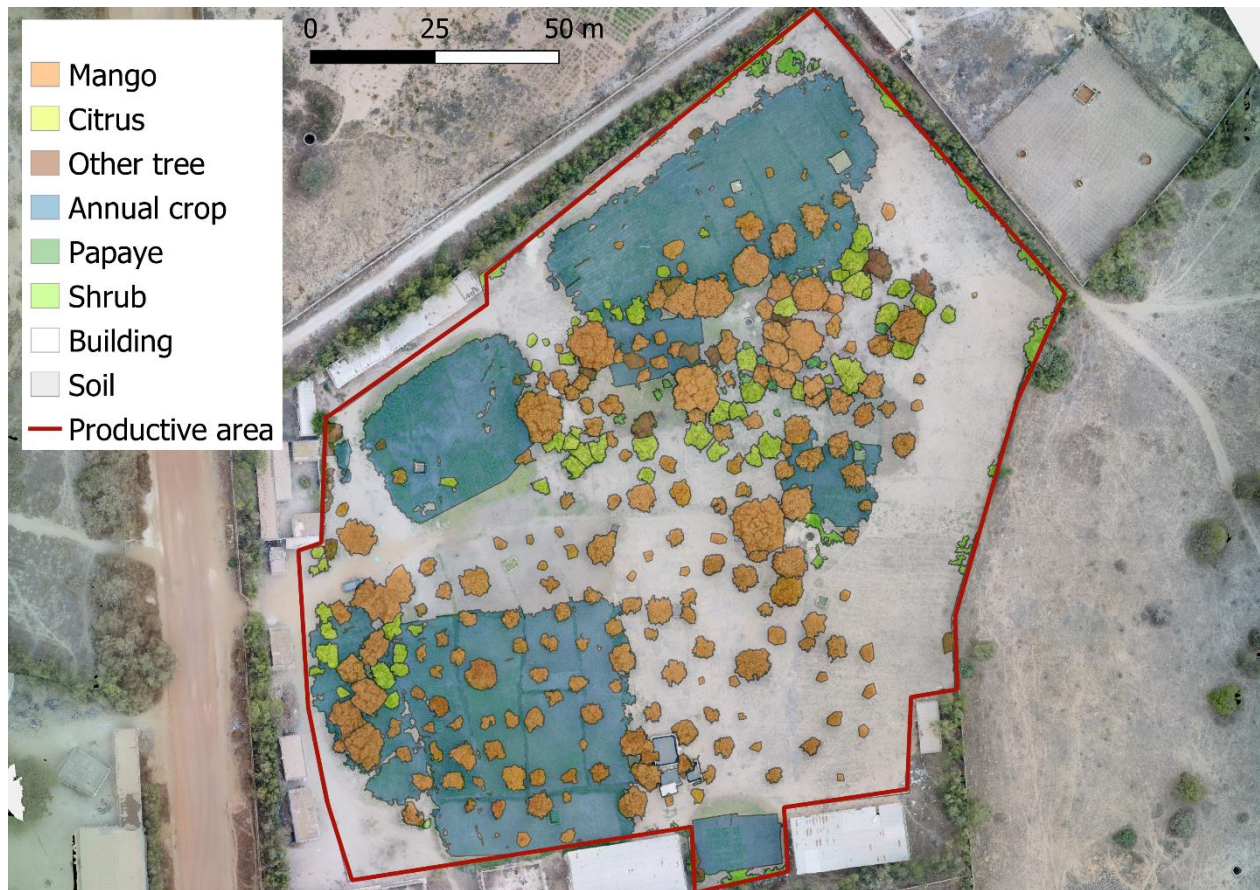 0 25 50 m
Mango
Citrus
Other tree
Annual crop
Papaye
Shrub
Building
Soil
Productive area